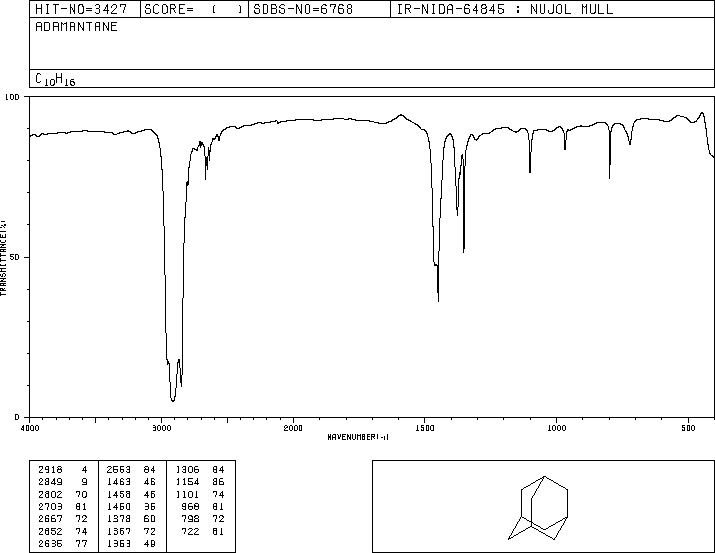 HIT-NO=3427 SCORE= ( ) SDBS-NO=6768 IR-NIDA-64845 : NUJOL MULL
ADAMANTANE
C10H16
100
50
0
TRANSMITTANCE(%)
4000 3000 2000 1500 1000 500
WAVENUMBER(-1)
2918 4 2563 84 1306 84
2849 9 1463 46 1154 86
2802 70 1458 46 1101 74
2703 81 1450 36 968 81
2667 72 1378 60 798 72
2652 74 1367 72 722 81
2635 77 1353 49